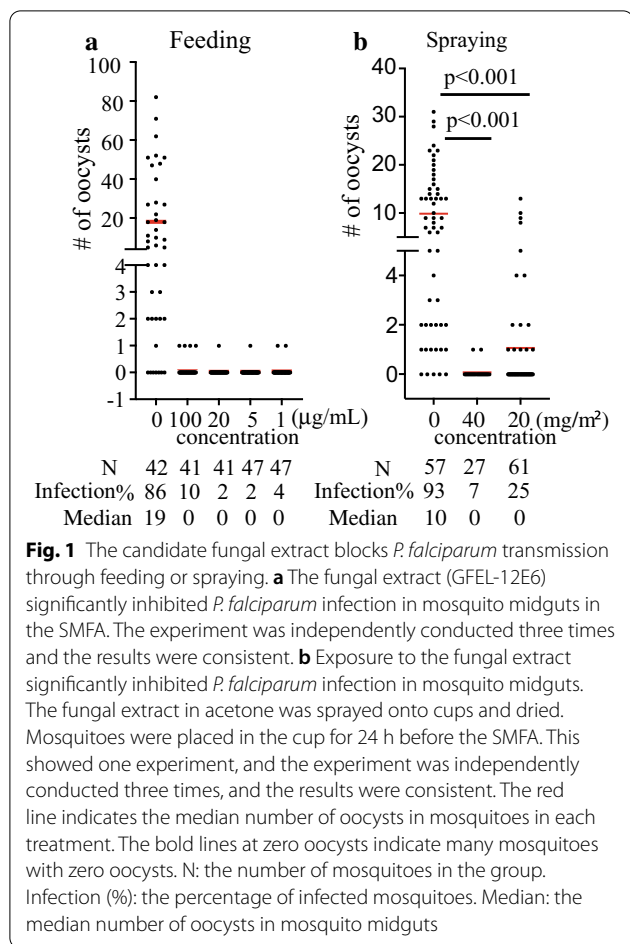 a Feeding
b Spraying
100
80
60
40
20
4
3
2
1
0
-1
# of oocysts
0 100 20 5 1 (μg/mL)
concentration
N 42 41 41 47 47
Infection% 86 10 2 2 4
Median 19 0 0 0 0
40
30
20
10
4
2
0
# of oocysts
p<0.001
p<0.001
0 40 20 (mg/m²)
concentration
N 57 27 61
Infection% 93 7 25
Median 10 0 0
Fig. 1 The candidate fungal extract blocks P. falciparum transmission
through feeding or spraying. a The fungal extract (GFEL-12E6)
significantly inhibited P. falciparum infection in mosquito midguts in
the SMFA. The experiment was independently conducted three times
and the results were consistent. b Exposure to the fungal extract
significantly inhibited P. falciparum infection in mosquito midguts.
The fungal extract in acetone was sprayed onto cups and dried.
Mosquitoes were placed in the cup for 24 h before the SMFA. This
showed one experiment, and the experiment was independently
conducted three times, and the results were consistent. The red
line indicates the median number of oocysts in mosquitoes in each
treatment. The bold lines at zero oocysts indicate many mosquitoes
with zero oocysts. N: the number of mosquitoes in the group.
Infection (%): the percentage of infected mosquitoes. Median: the
median number of oocysts in mosquito midguts